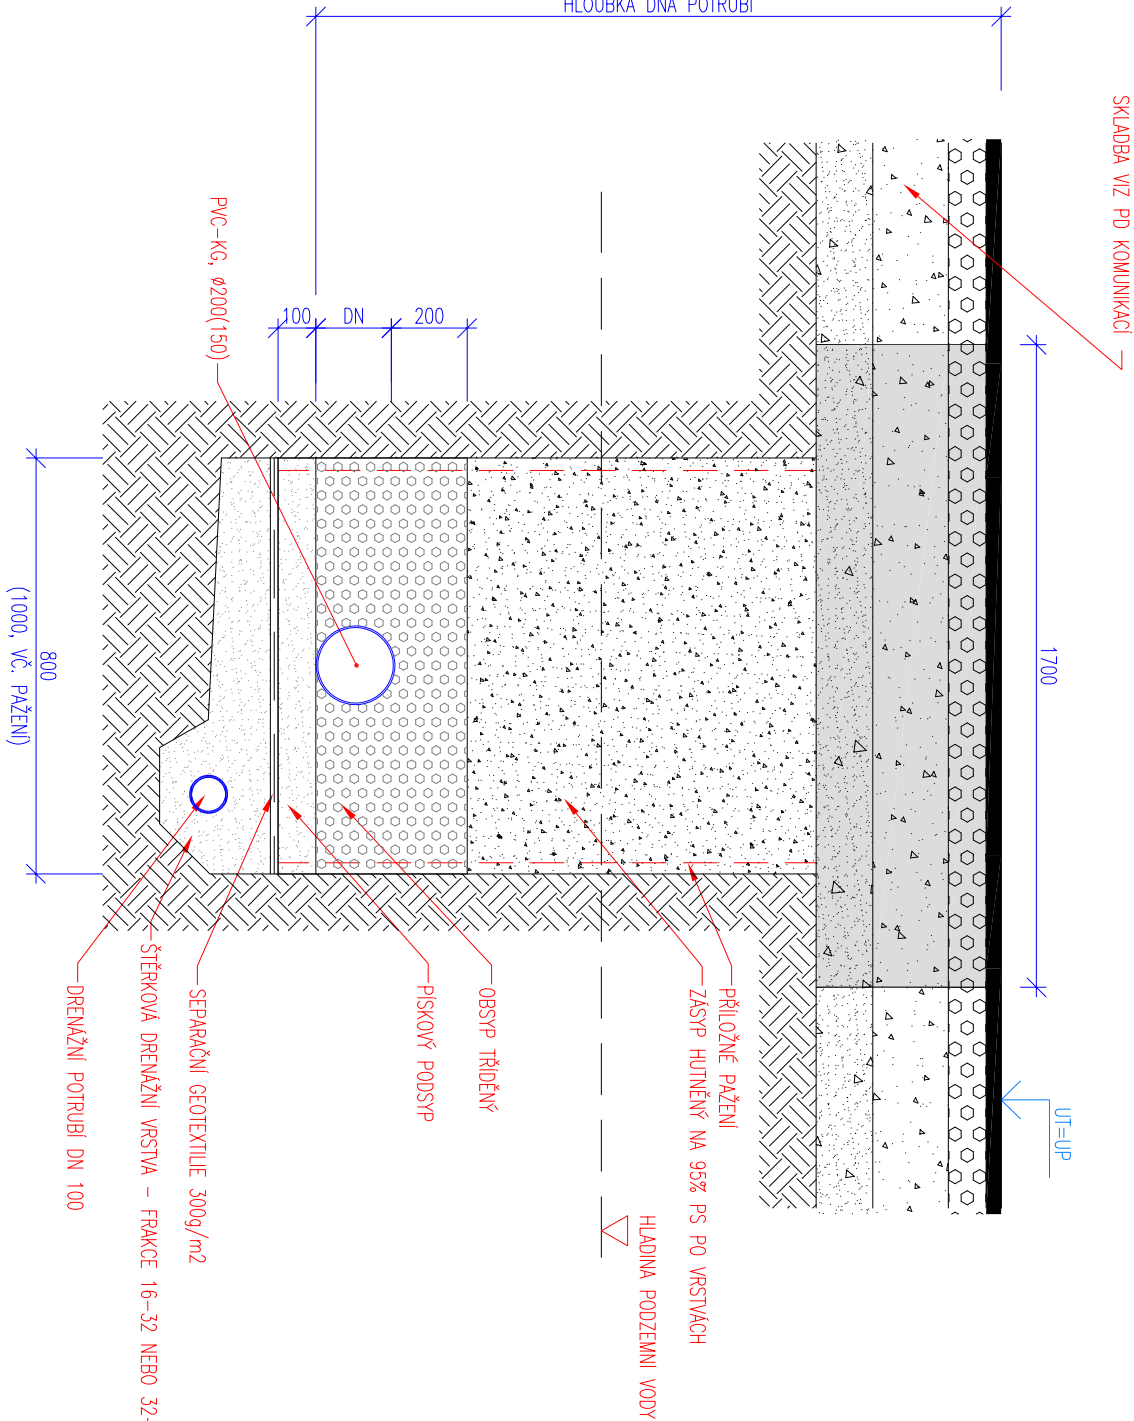 HLOUBKA DNA POTRUBÍ
SKLADBA VIZ PD KOMUNIKACÍ
1700
UT=UP
PVC-KG, ø200(150)
100
DN
200
800
(1000, VČ. PAŽENÍ)
HLADINA PODZEMNÍ VODY
PŘÍLOŽNÉ PAŽENÍ
ZÁSYP HUTNĚNÝ NA 95% PS PO VRSTVÁCH
OBSYP TŘÍDĚNÝ
PÍSKOVÝ PODSYP
SEPARAČNÍ GEOTEXTILIE 300g/m2
ŠTĚRKOVÁ DRENÁŽNÍ VRSTVA - FRAKCE 16-32 NEBO 32-
DRENÁŽNÍ POTRUBÍ DN 100